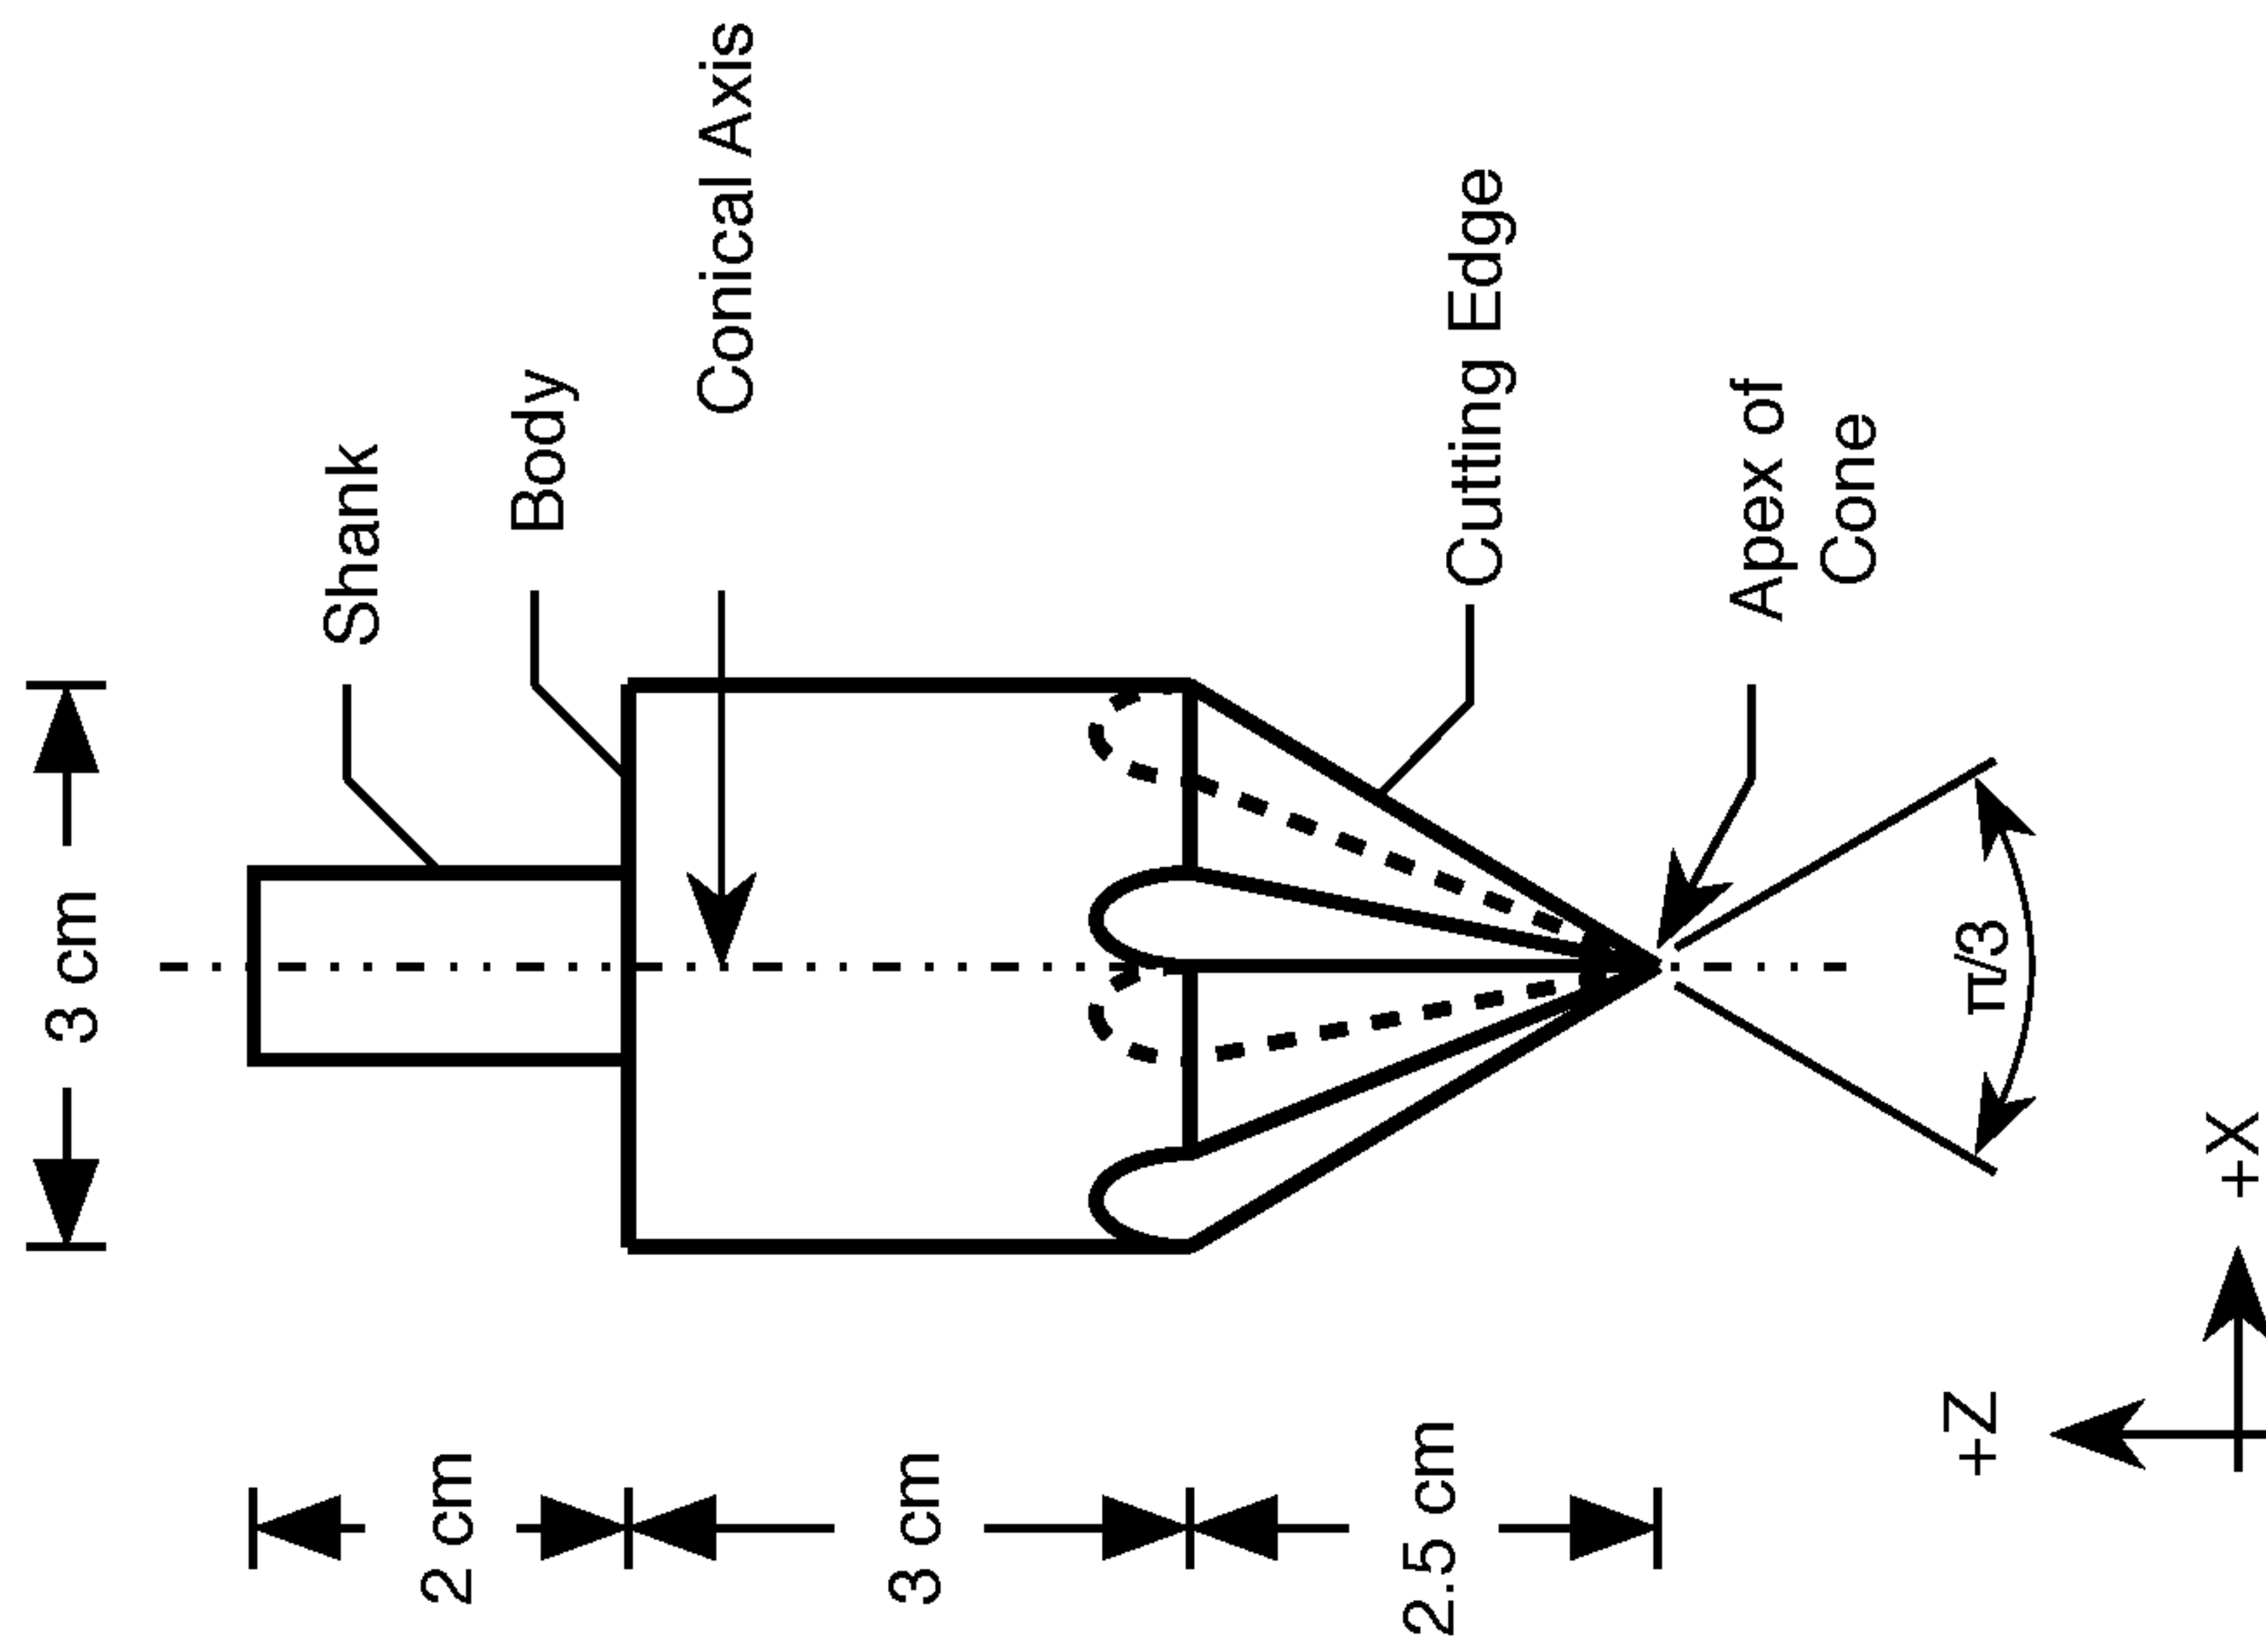 3 cm
Shank
Body
Conical Axis
Cutting Edge
Apex of
Cone
π/3
2 cm
3 cm
2.5 cm
+Z
+X